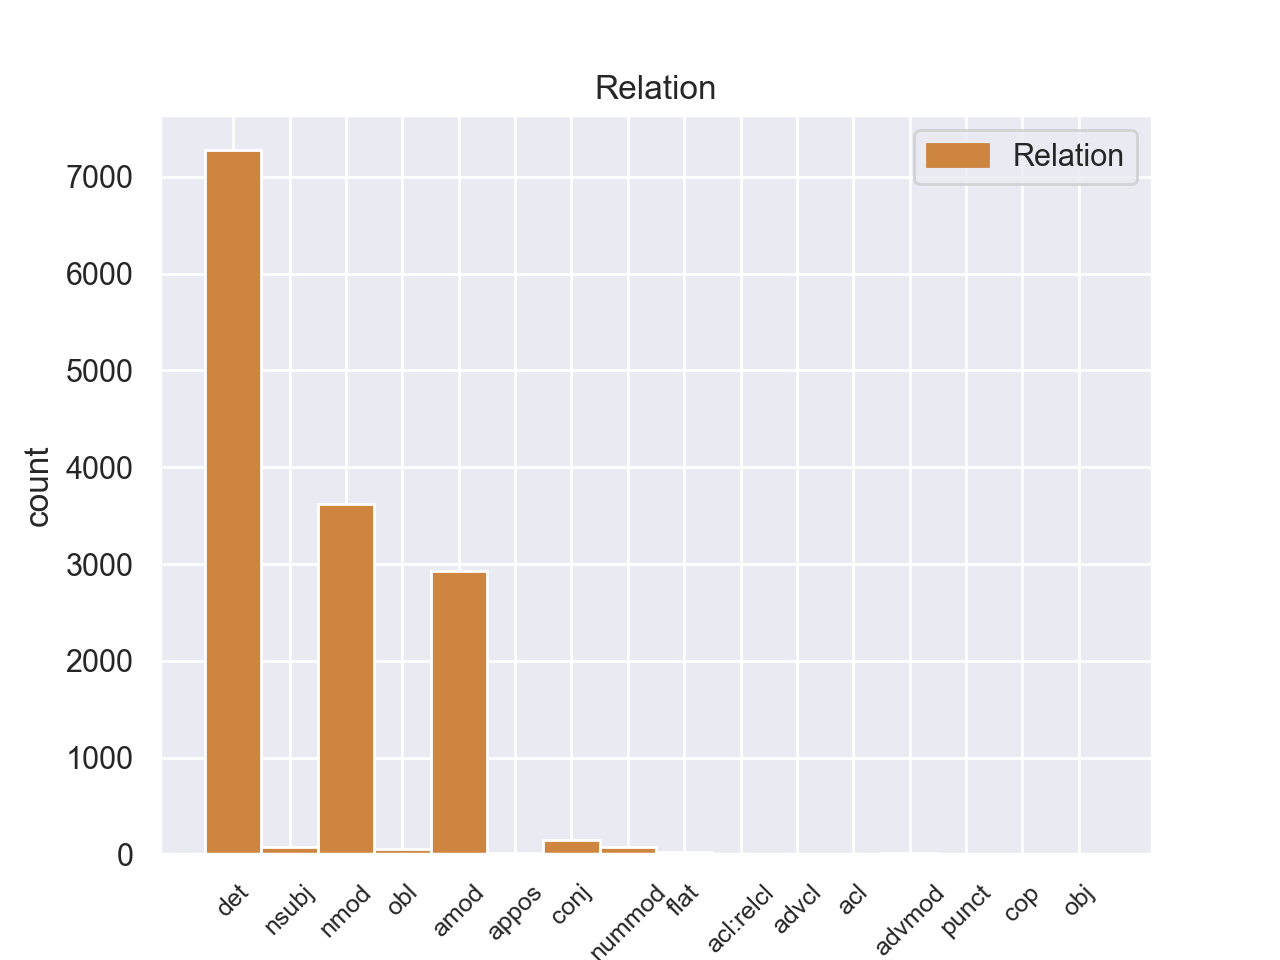 Relation
Relation
7000
6000
5000
4000
3000
2000
1000
0
count
det nsubj nmod obl amod appos conj nummod flat acl:relcl advcl acl advmod punct cop obj